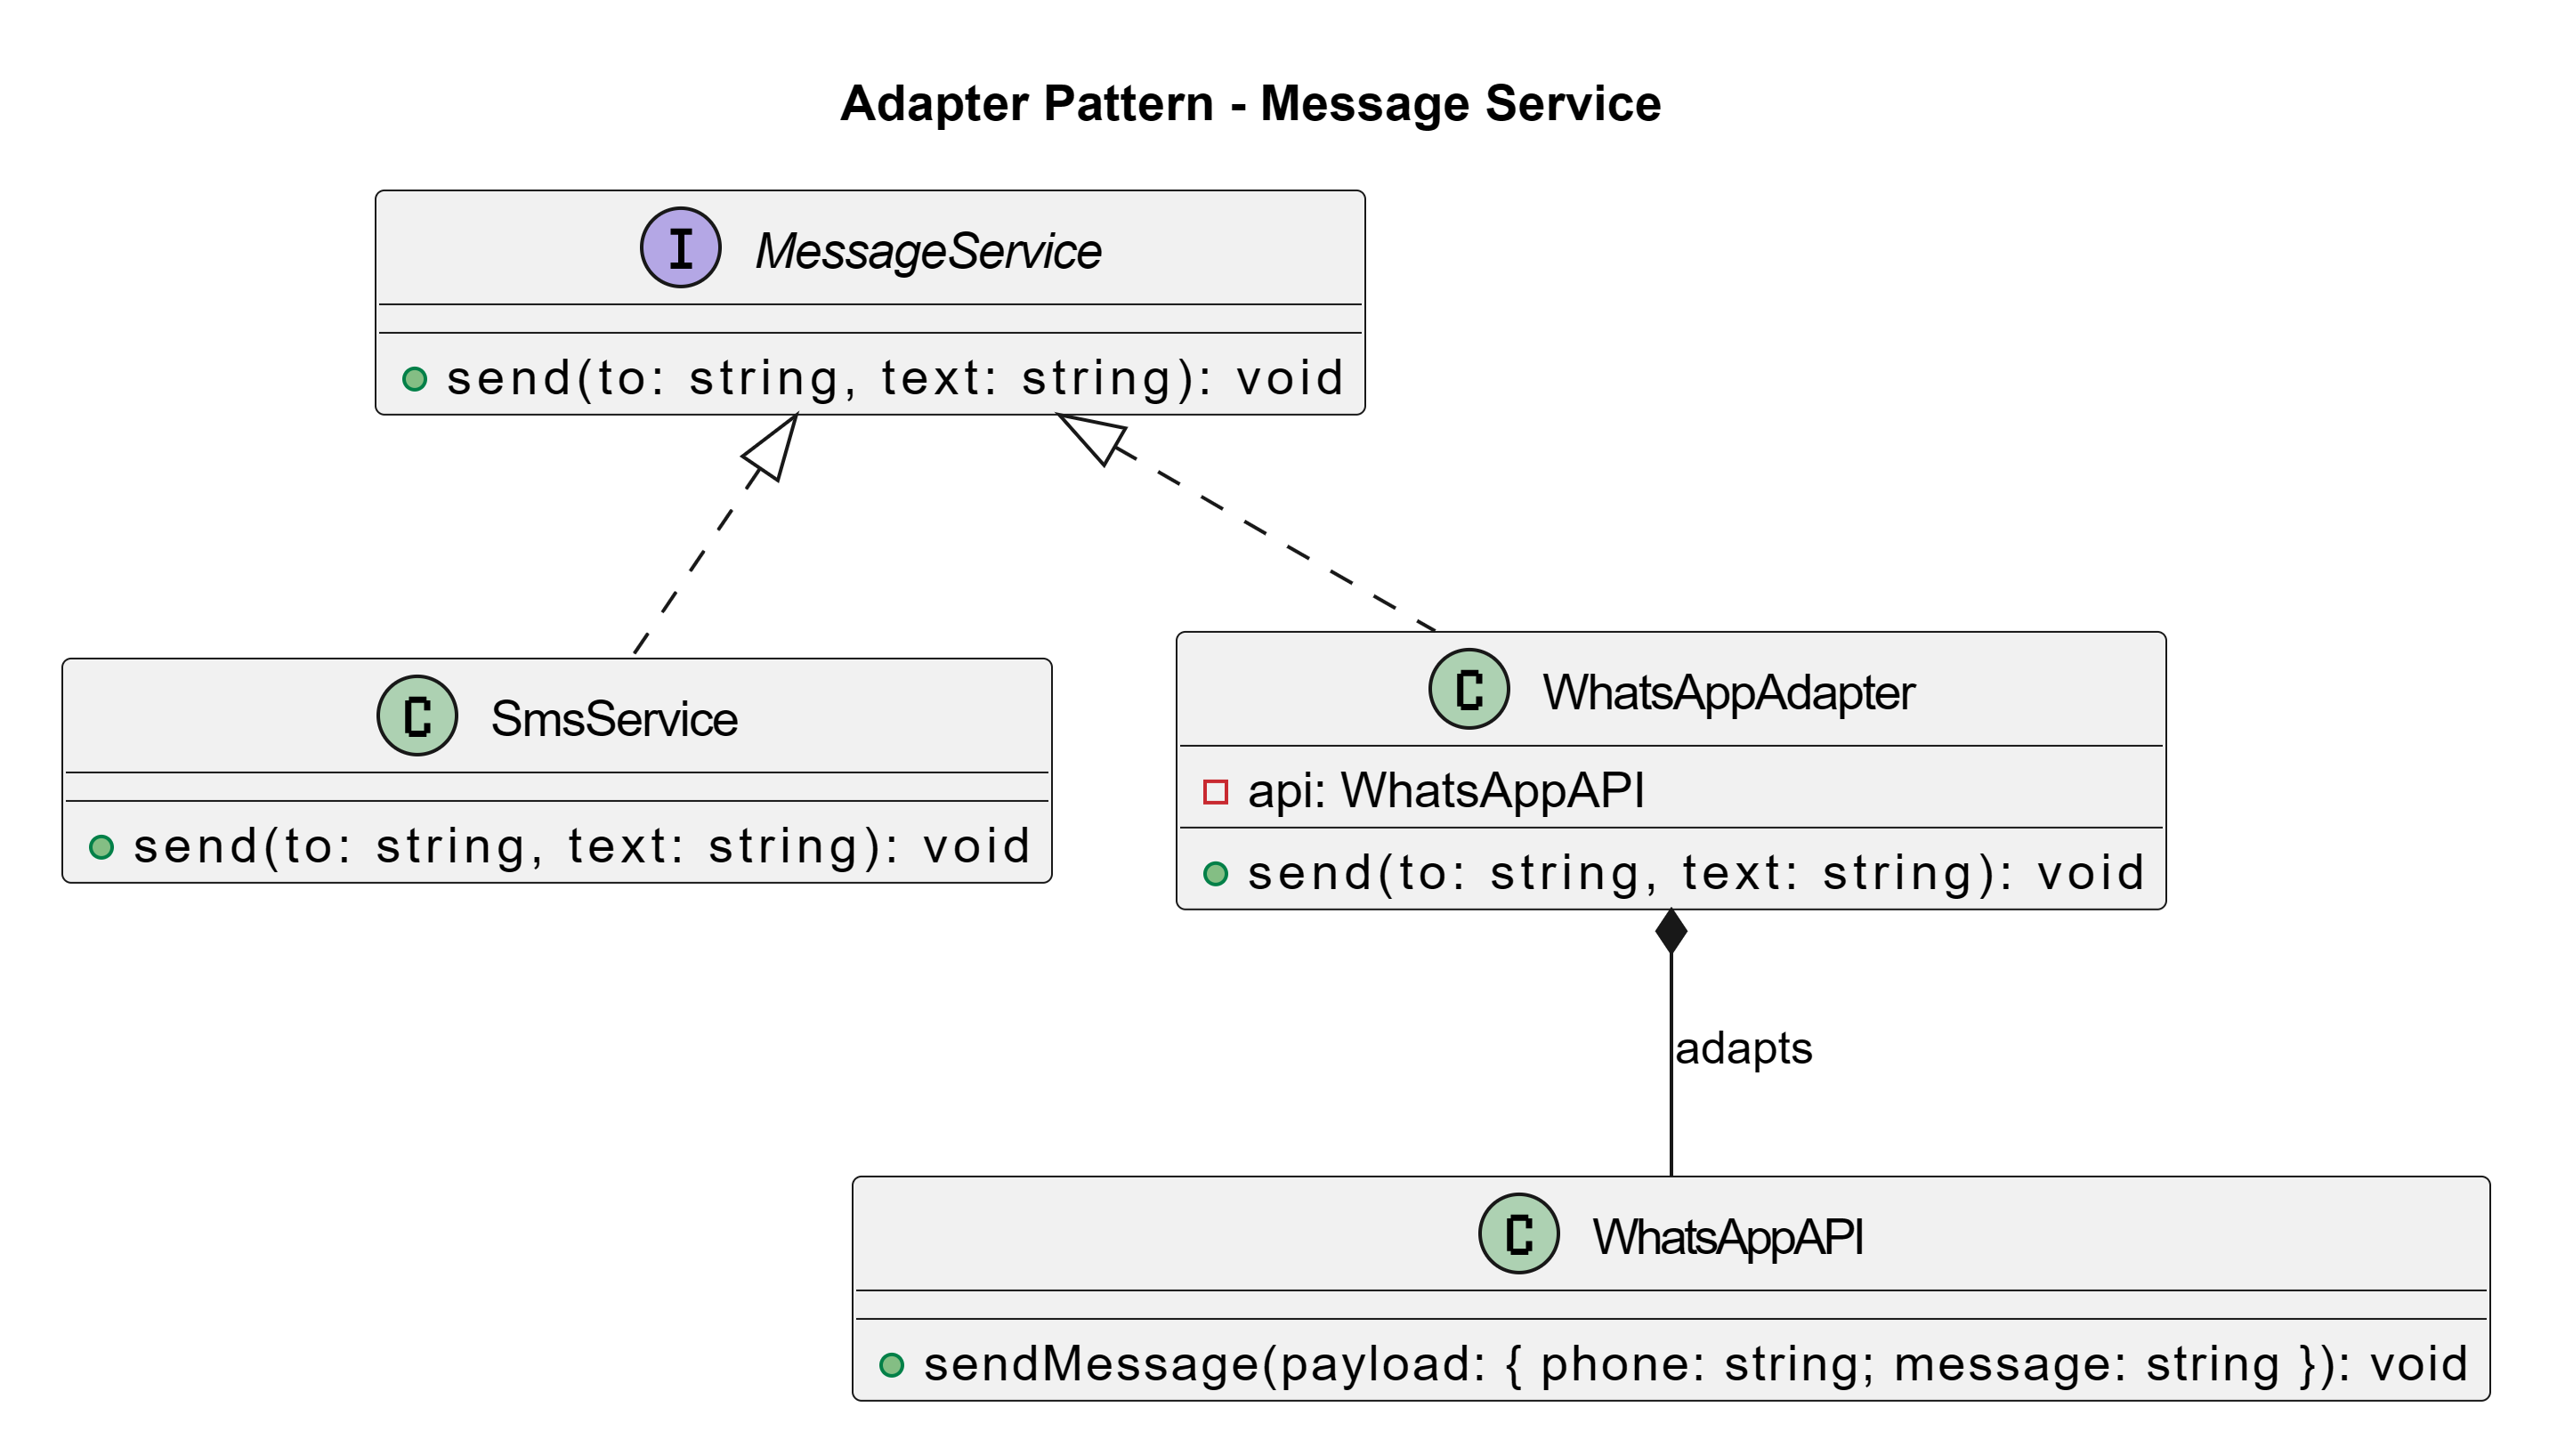 Adapter Pattern - Message Service
I MessageService
send(to: string, text: string): void
C SmsService
send(to: string, text: string): void
C WhatsAppAdapter
api: WhatsAppAPI
send(to: string, text: string): void
adapts
C WhatsAppAPI
sendMessage(payload: { phone: string; message: string }): void